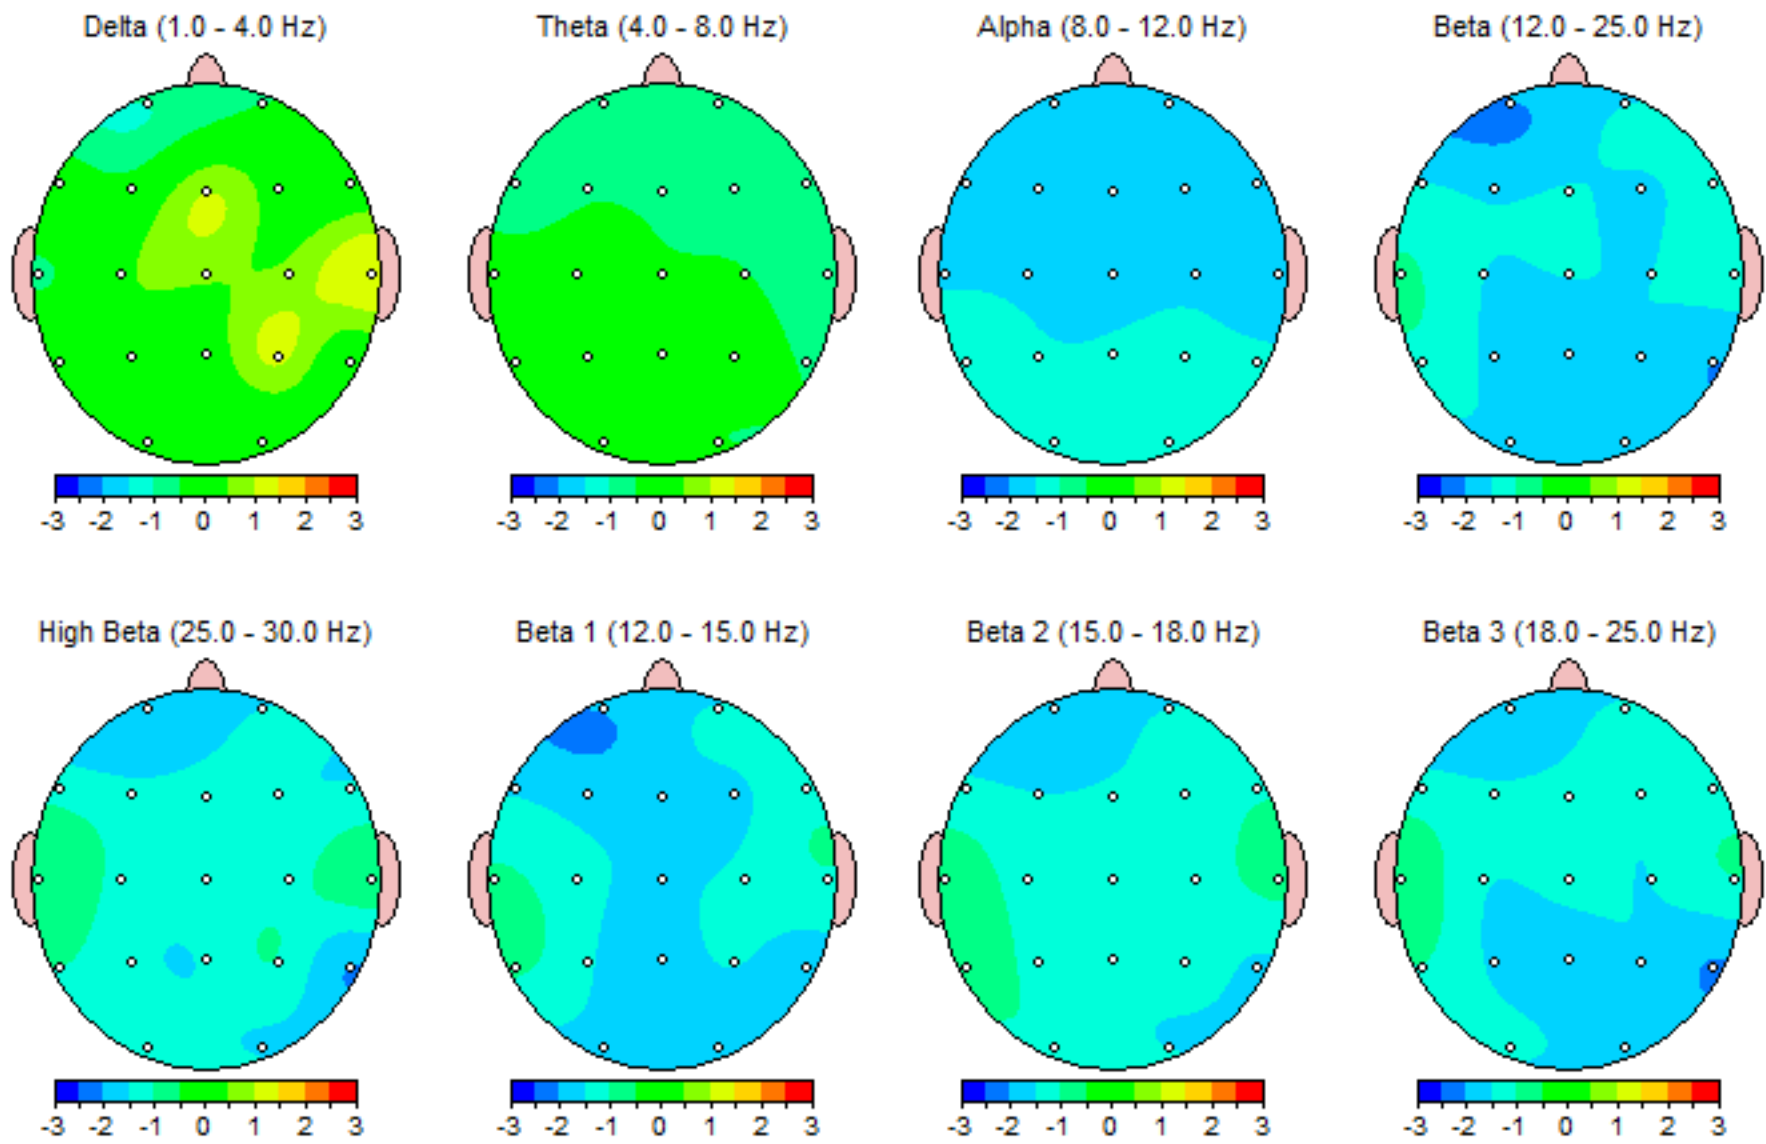 Delta (1.0 - 4.0 Hz) Theta (4.0 - 8.0 Hz) Alpha (8.0 - 12.0 Hz) Beta (12.0 - 25.0 Hz)
-3 -2 -1 0 1 2 3 -3 -2 -1 0 1 2 3 -3 -2 -1 0 1 2 3 -3 -2 -1 0 1 2 3
High Beta (25.0 - 30.0 Hz) Beta 1 (12.0 - 15.0 Hz) Beta 2 (15.0 - 18.0 Hz) Beta 3 (18.0 - 25.0 Hz)
-3 -2 -1 0 1 2 3 -3 -2 -1 0 1 2 3 -3 -2 -1 0 1 2 3 -3 -2 -1 0 1 2 3